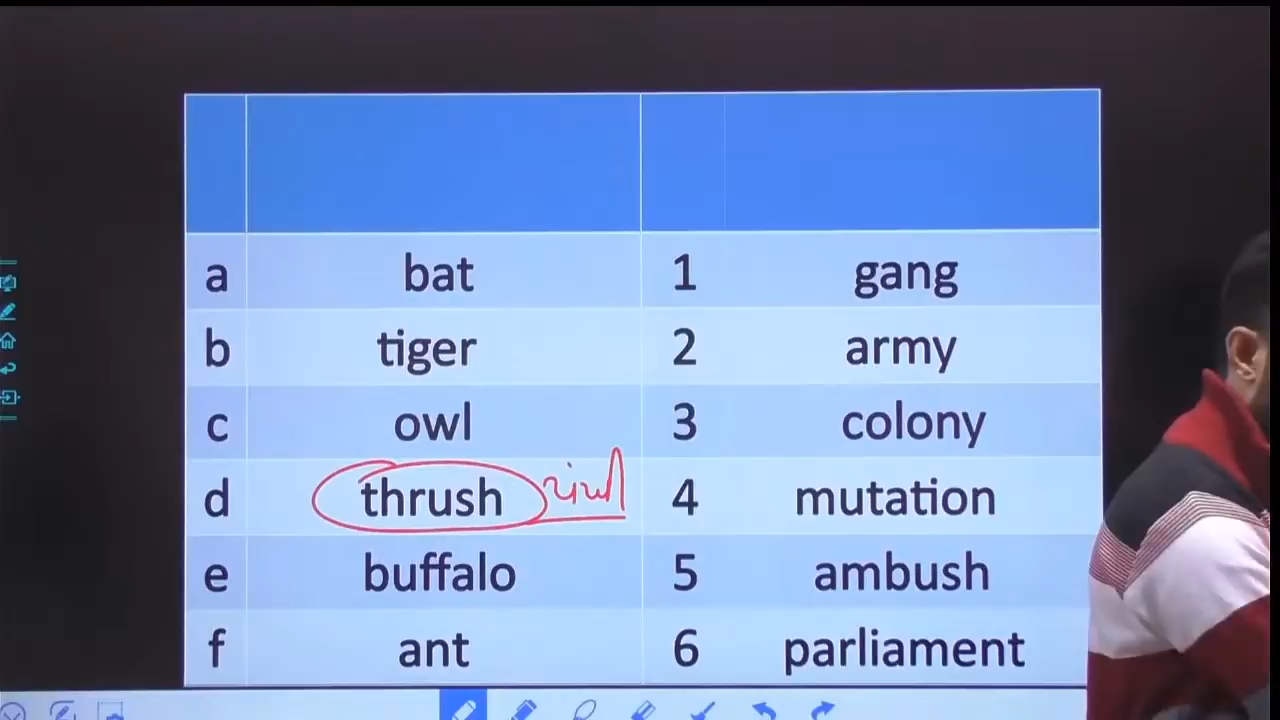 a bat 1 gang
b tiger 2 army
c owl 3 colony
d thrush 4 mutation
e buffalo 5 ambush
f ant 6 parliament